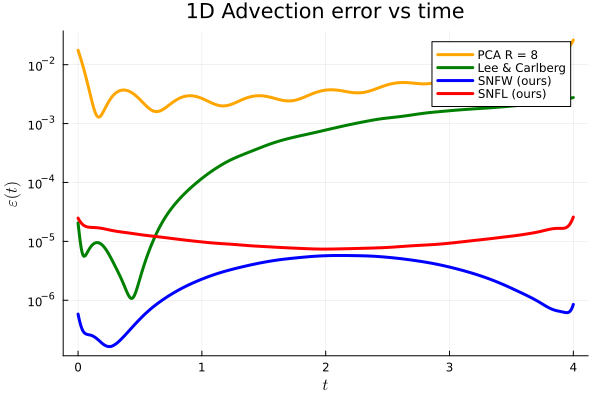 1D Advection error vs time
PCA R = 8
Lee & Carlberg
SNFW (ours)
SNFL (ours)
ε(t)
10⁻²
10⁻³
10⁻⁴
10⁻⁵
10⁻⁶
0 1 2 3 4
t